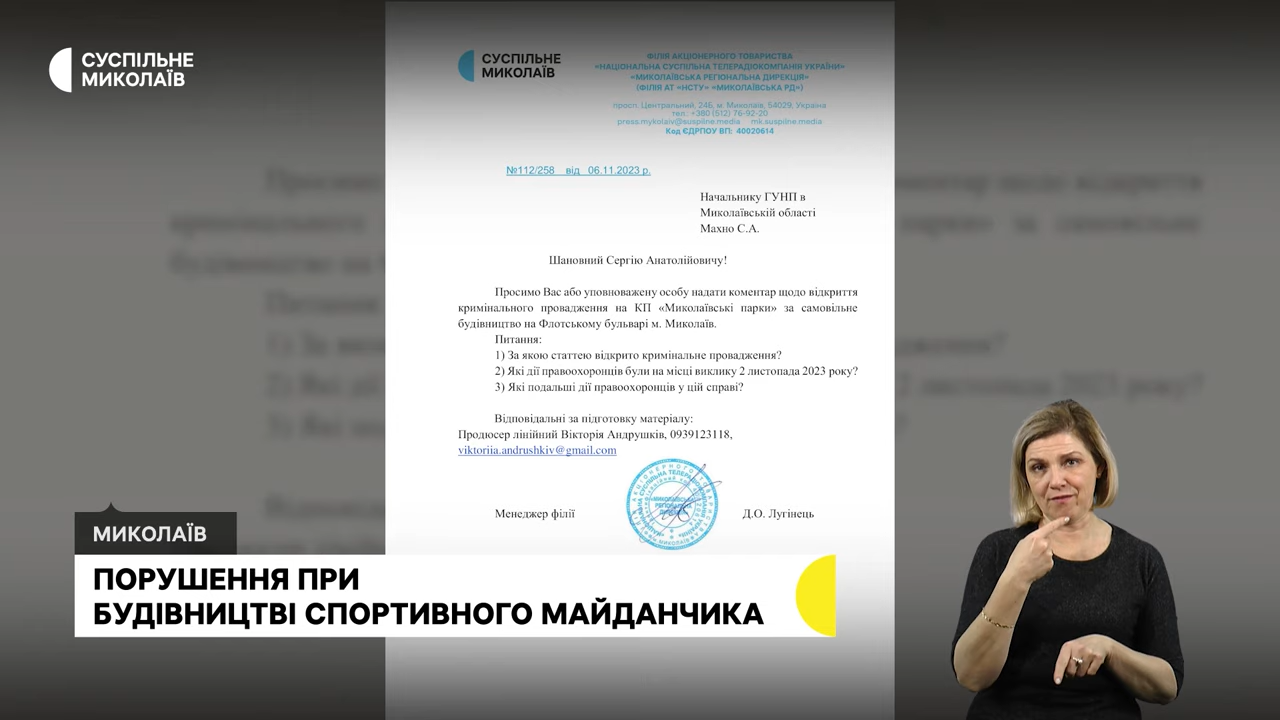 СУСПІЛЬНЕ
МИКОЛАЇВ
СУСПІЛЬНЕ
МИКОЛАЇВ
ФІЛІЯ АКЦІОНЕРНОГО ТОВАРИСТВА
«НАЦІОНАЛЬНА СУСПІЛЬНА ТЕЛЕРАДІОКОМПАНІЯ УКРАЇНИ»
«МИКОЛАЇВСЬКА РЕГІОНАЛЬНА ДИРЕКЦІЯ»
(ФІЛІЯ АТ «НСТУ» «МИКОЛАЇВСЬКА РД»)
просп. Центральний, 24Б, м. Миколаїв, 54029, Україна
тел.: +380 (512) 76-92-20
press.mykolaiv@suspilne.media mk.suspilne.media
Код ЄДРПОУ ВП: 40020614
№112/258 від 06.11.2023 р.
Начальнику ГУНП в
Миколаївській області
Махно С.А.
Шановний Сергію Анатолійовичу!
Просимо Вас або уповноважену особу надати коментар щодо відкриття
кримінального провадження на КП «Миколаївські парки» за самовільне
будівництво на Флотському бульварі м. Миколаїв.
Питання:
1) За якою статтею відкрито кримінальне провадження?
2) Які дії правоохоронців були на місці виклику 2 листопада 2023 року?
3) Які подальші дії правоохоронців у цій справі?
Відповідальні за підготовку матеріалу:
Продюсер лінійний Вікторія Андрушків, 0939123118,
viktoriia.andrushkiv@gmail.com
Менеджер філії
Д.О. Лугінець
МИКОЛАЇВ
ПОРУШЕННЯ ПРИ
БУДІВНИЦТВІ СПОРТИВНОГО МАЙДАНЧИКА